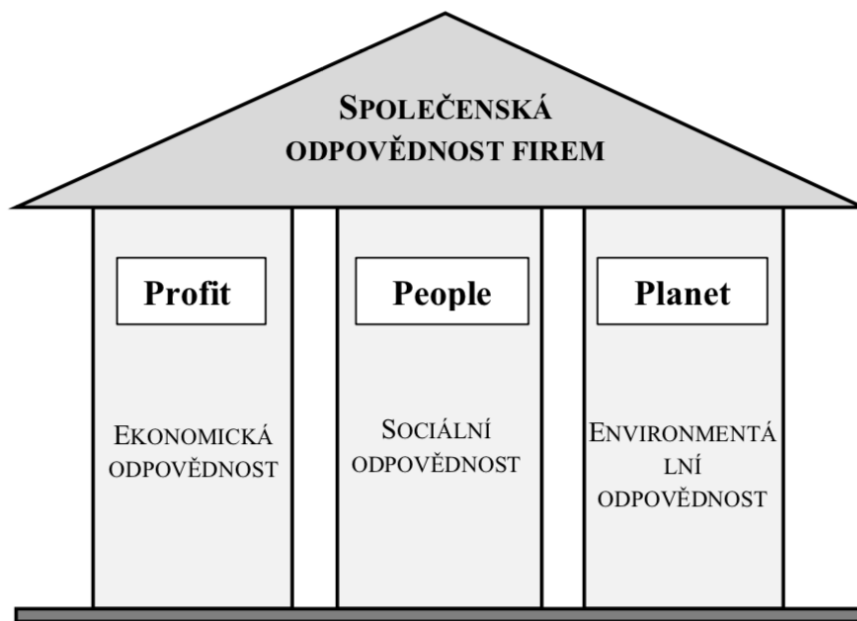 SPOLEČENSKÁ
ODPOVĚDNOST FIREM
Profit
People
Planet
EKONOMICKÁ
ODPOVĚDNOST
SOCIÁLNÍ
ODPOVĚDNOST
ENVIRONMENTÁ
LNÍ
ODPOVĚDNOST